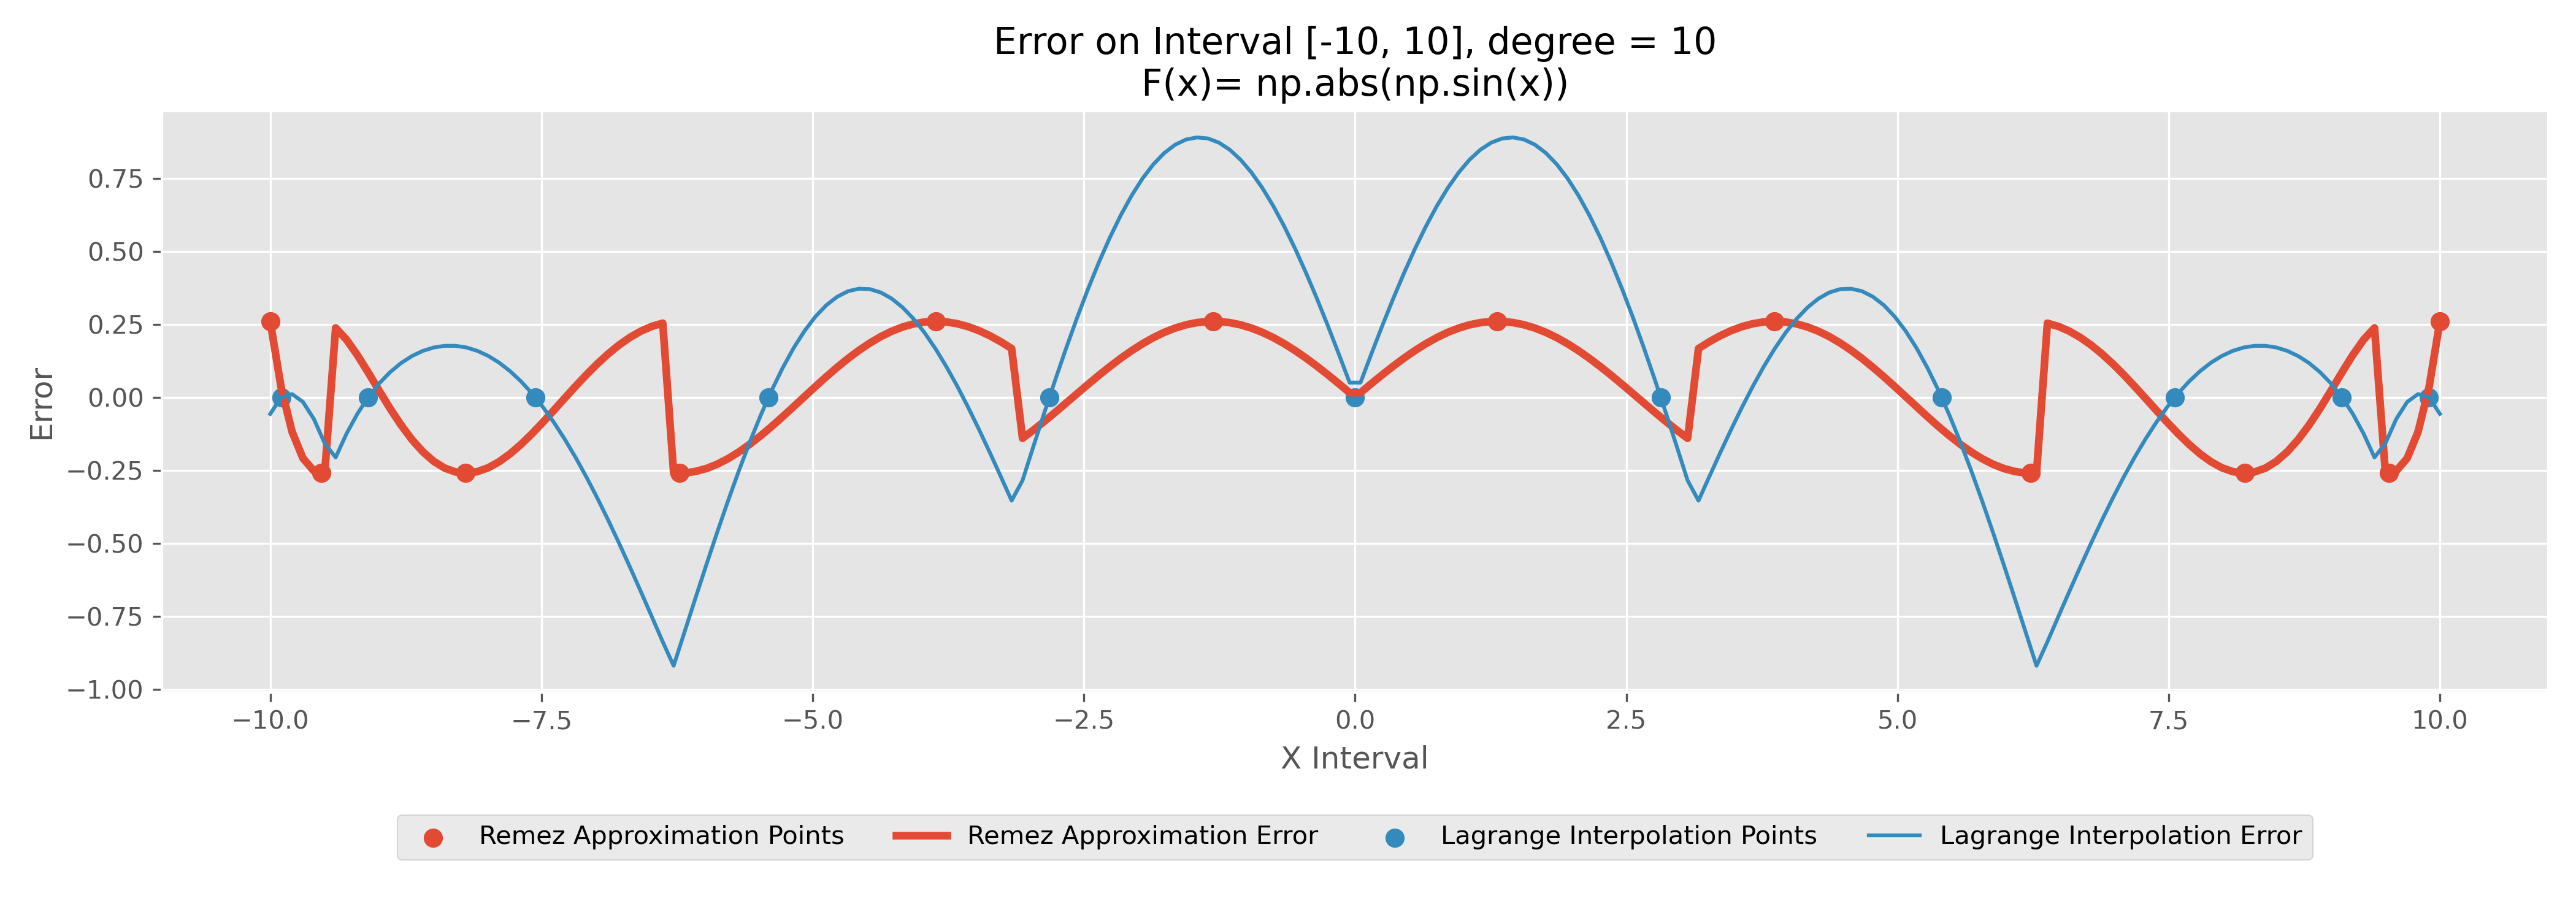 Error on Interval [-10, 10], degree = 10
F(x)= np.abs(np.sin(x))
Error
0.75
0.50
0.25
0.00
−0.25
−0.50
−0.75
−1.00
−10.0 −7.5 −5.0 −2.5 0.0 2.5 5.0 7.5 10.0
X Interval
Remez Approximation Points Remez Approximation Error Lagrange Interpolation Points Lagrange Interpolation Error